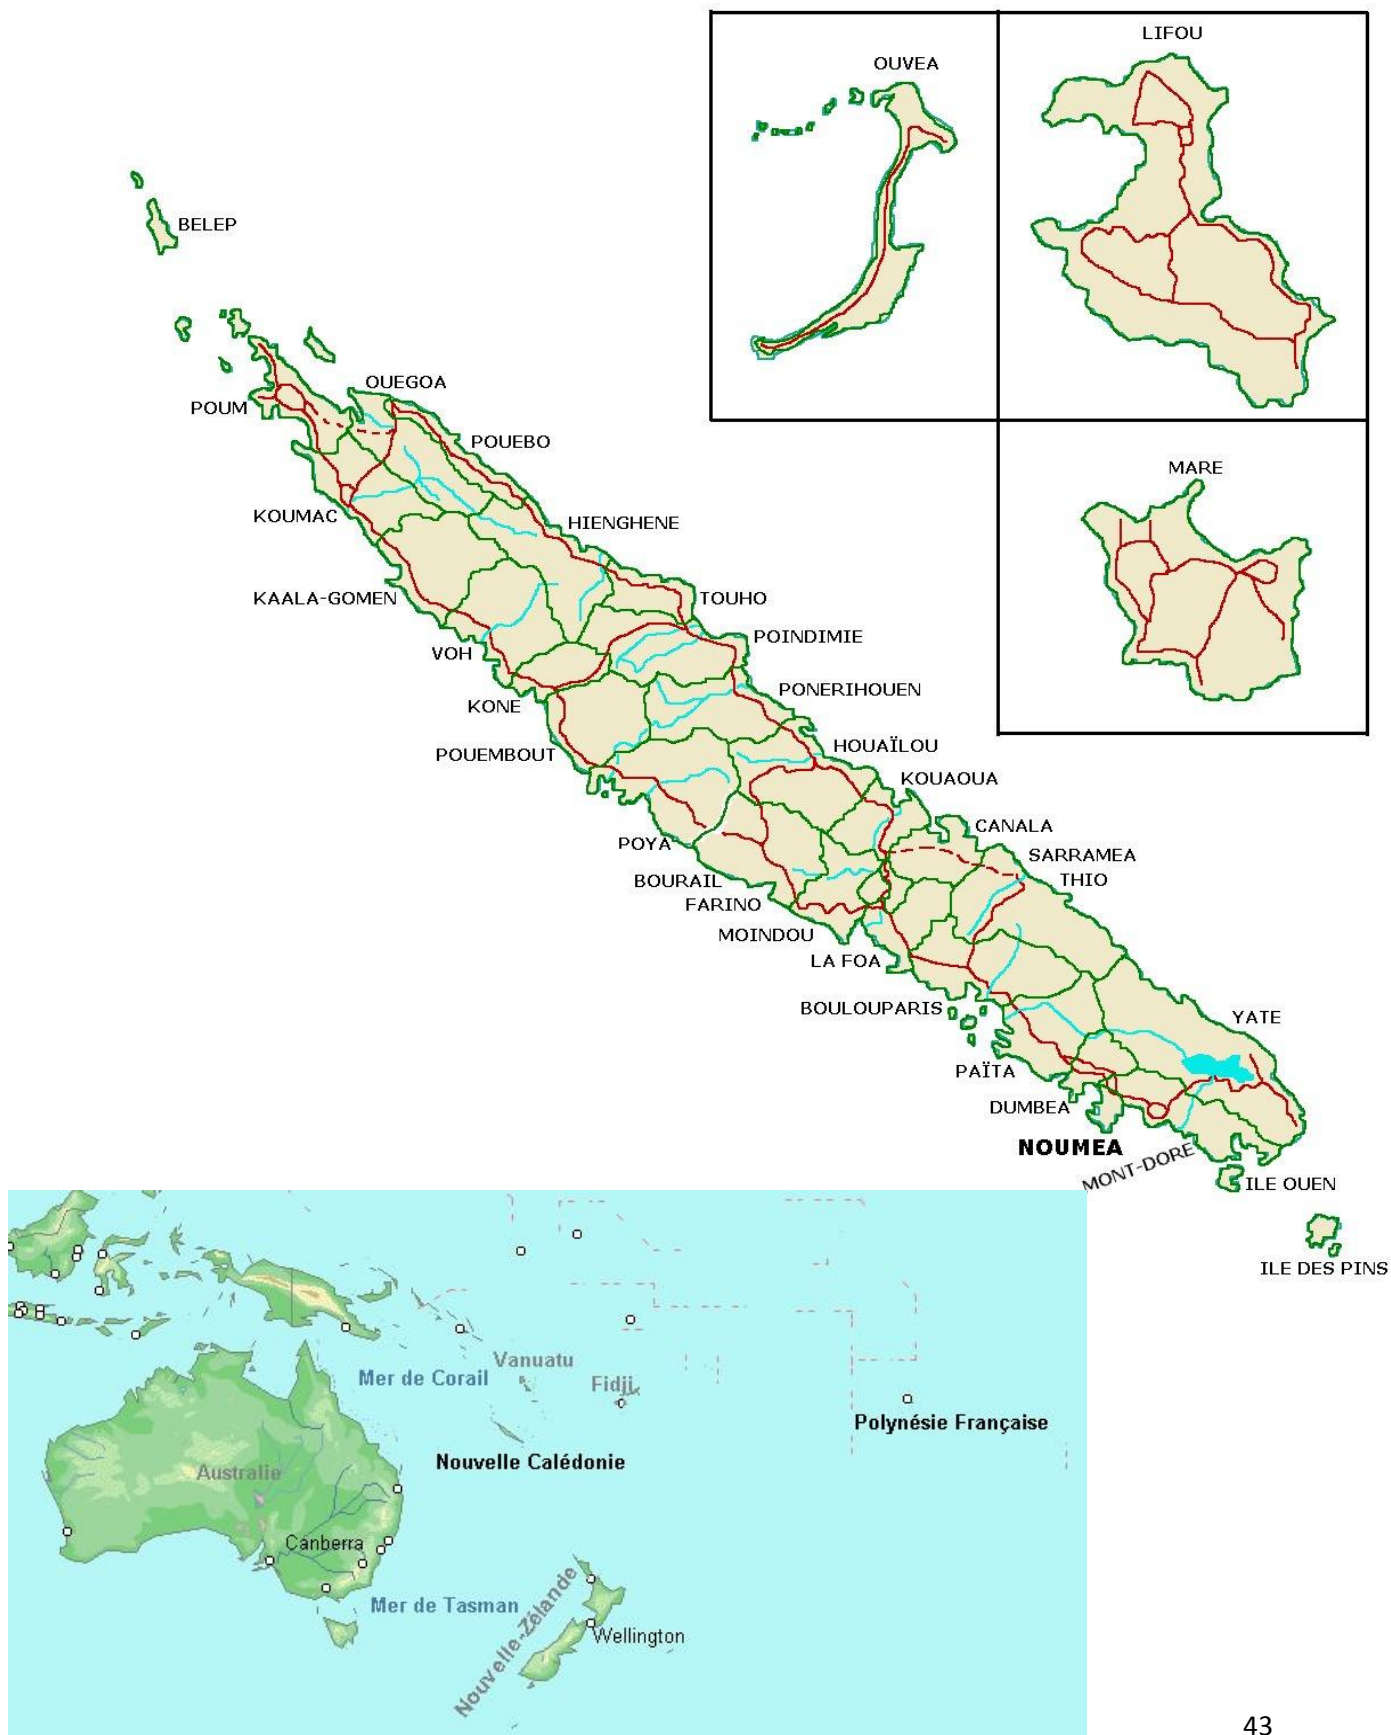 LIFOU
OUVEA
BELEP
OUEGOA
POUM
POUEBO
MARE
KOUMAC
HIENGHENE
KAALA-GOMEN
TOUHO
POINDIMIE
VOH
PONERIHOUEN
KONE
HOUAÏLOU
POUEMBOUT
KOUAOUA
CANALA
POYA
SARRAMEA
THIO
BOURAIL
FARINO
MOINDOU
LA FOA
BOULOUPARIS
YATE
PAÏTA
DUMBEA
NOUMEA
MONT-DORE
ILE OUEN
ILE DES PINS
Vanuatu
Mer de Corail
Fidji
Polynésie Française
Nouvelle Calédonie
Australie
Canberra
Mer de Tasman
Nouvelle-Zélande
Wellington
43